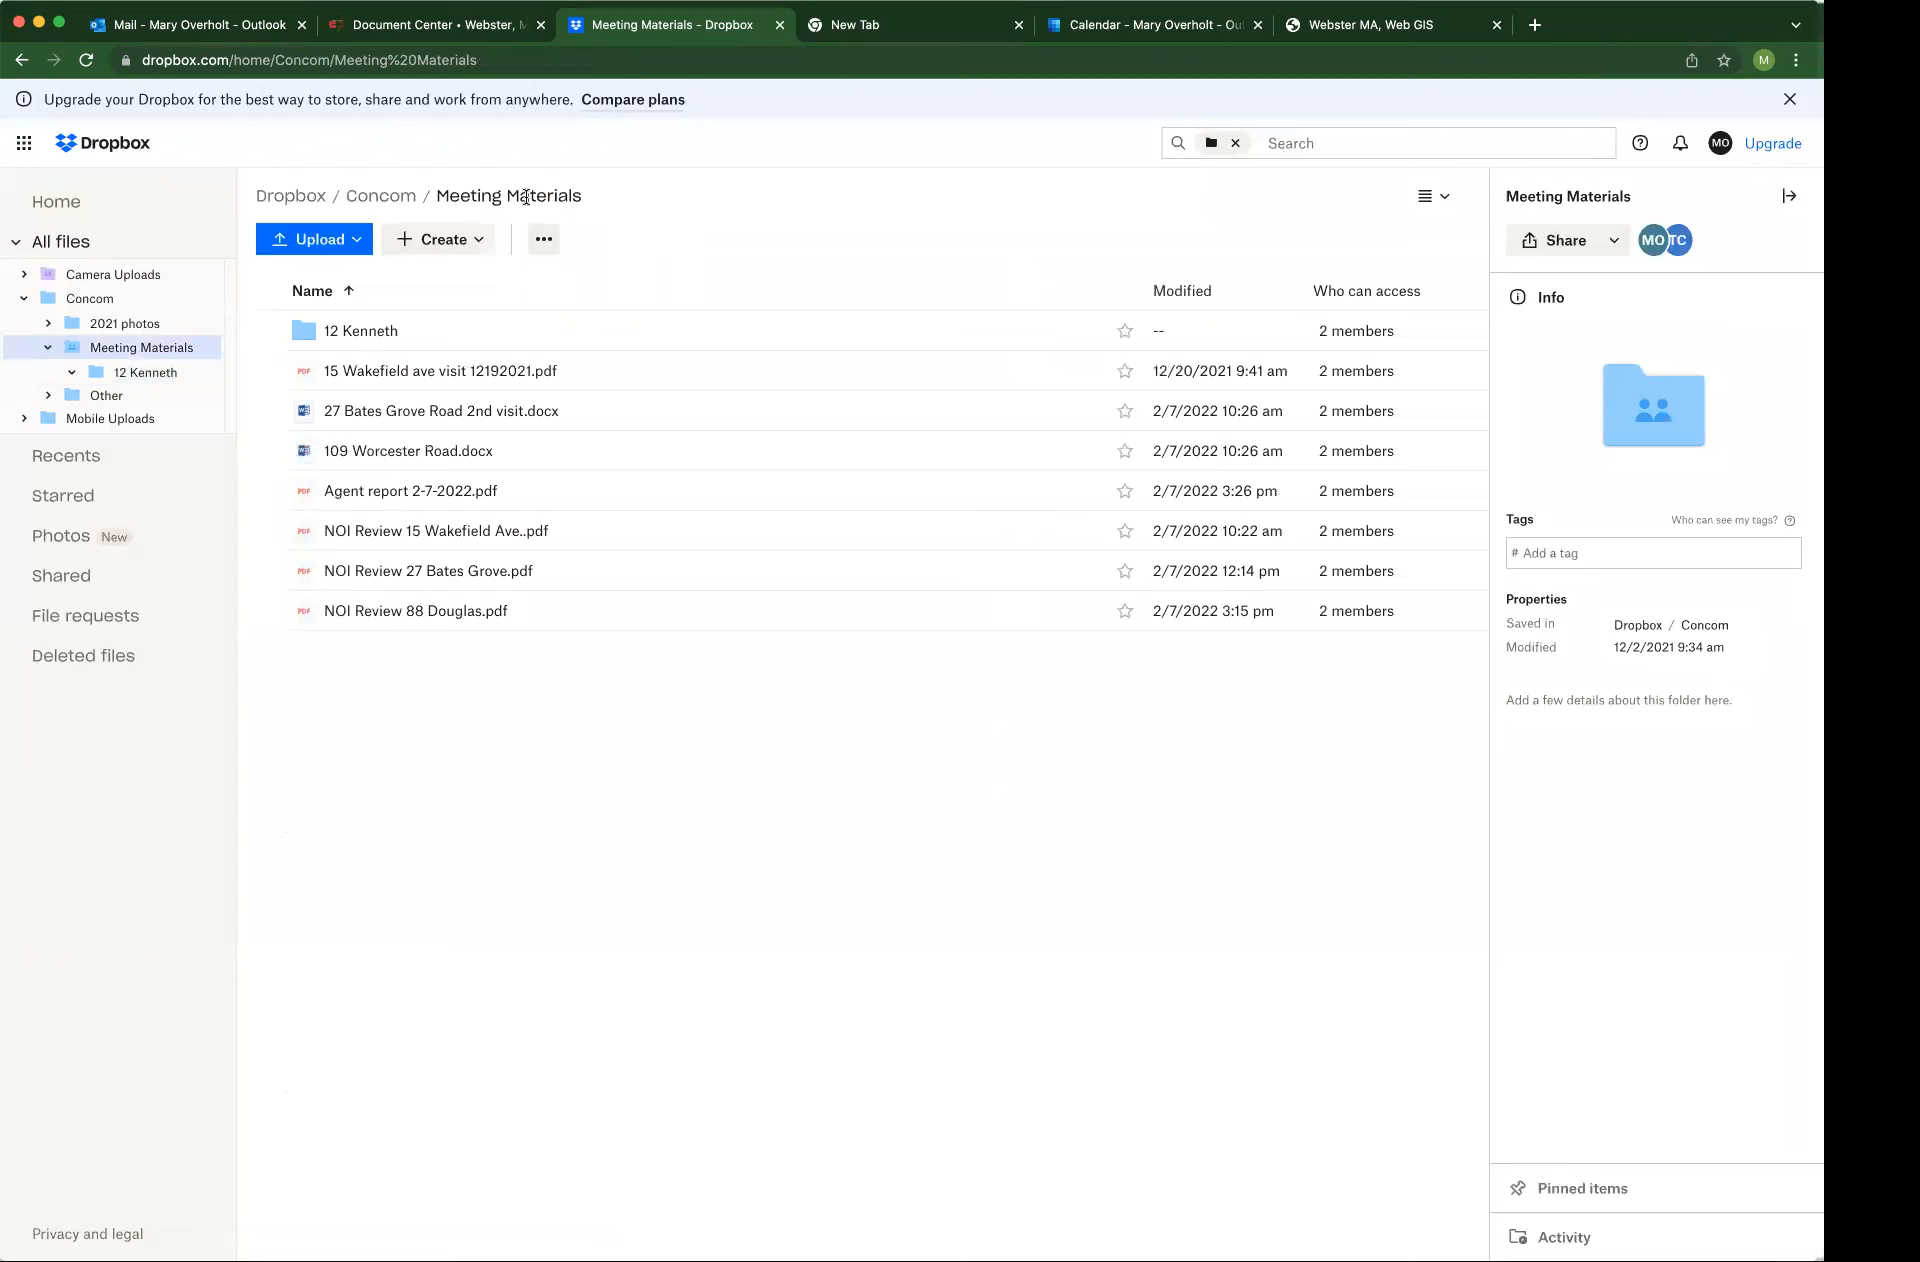 Mail - Mary Overholt - Outlook
Document Center • Webster, M
Meeting Materials - Dropbox
New Tab
Calendar - Mary Overholt - Ou
Webster MA, Web GIS
dropbox.com/home/Concom/Meeting%20Materials
M
Upgrade your Dropbox for the best way to store, share and work from anywhere. Compare plans
Dropbox
Search
MO
Upgrade
Home
All files
Camera Uploads
Concom
2021 photos
Meeting Materials
12 Kenneth
Other
Mobile Uploads
Recents
Starred
Photos New
Shared
File requests
Deleted files
Privacy and legal
Dropbox / Concom / Meeting Materials
Upload
Create
Name Modified Who can access
12 Kenneth -- 2 members
PDF 15 Wakefield ave visit 12192021.pdf 12/20/2021 9:41 am 2 members
27 Bates Grove Road 2nd visit.docx 2/7/2022 10:26 am 2 members
109 Worcester Road.docx 2/7/2022 10:26 am 2 members
PDF Agent report 2-7-2022.pdf 2/7/2022 3:26 pm 2 members
PDF NOI Review 15 Wakefield Ave..pdf 2/7/2022 10:22 am 2 members
PDF NOI Review 27 Bates Grove.pdf 2/7/2022 12:14 pm 2 members
PDF NOI Review 88 Douglas.pdf 2/7/2022 3:15 pm 2 members
Meeting Materials
Share
MO TC
Info
Tags Who can see my tags?
# Add a tag
Properties
Saved in Dropbox / Concom
Modified 12/2/2021 9:34 am
Add a few details about this folder here.
Pinned items
Activity